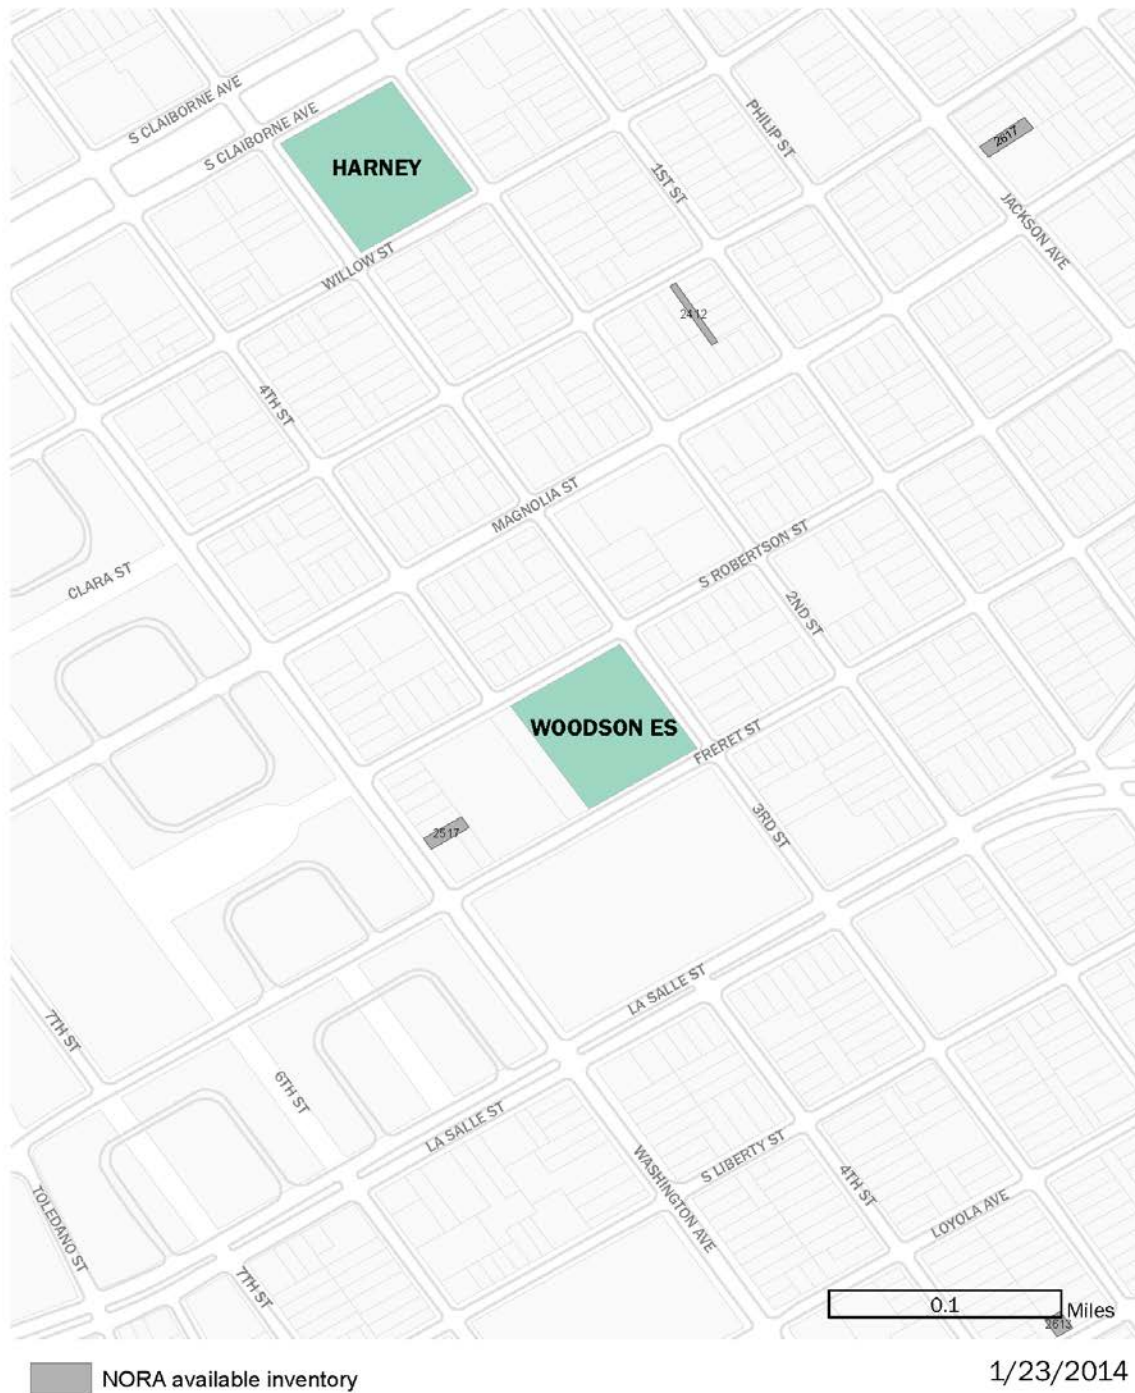 S CLAIBORNE AVE
S CLAIBORNE AVE
PHILIP ST
2617
HARNEY
1ST ST
JACKSON AVE
WILLOW ST
2412
4TH ST
MAGNOLIA ST
S ROBERTSON ST
CLARA ST
2ND ST
WOODSON ES
FRERET ST
3RD ST
2517
LA SALLE ST
7TH ST
6TH ST
LA SALLE ST
S LIBERTY ST
WASHINGTON AVE
4TH ST
TOLEDANO ST
LOYOLA AVE
7TH ST
0.1 Miles
2613
NORA available inventory
1/23/2014